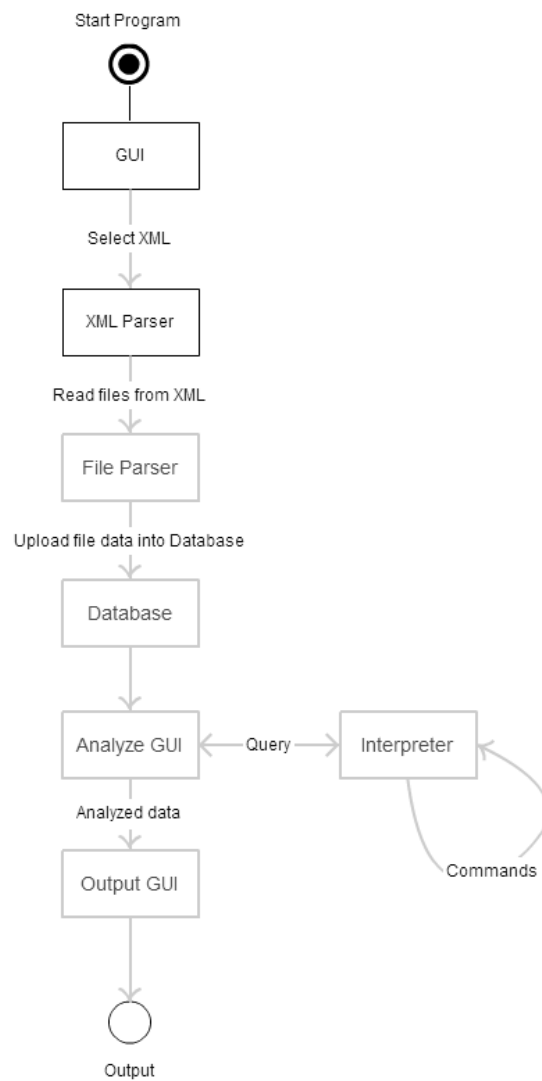 Start Program
GUI
Select XML
XML Parser
Read files from XML
File Parser
Upload file data into Database
Database
Analyze GUI
Query
Interpreter
Analyzed data
Commands
Output GUI
Output